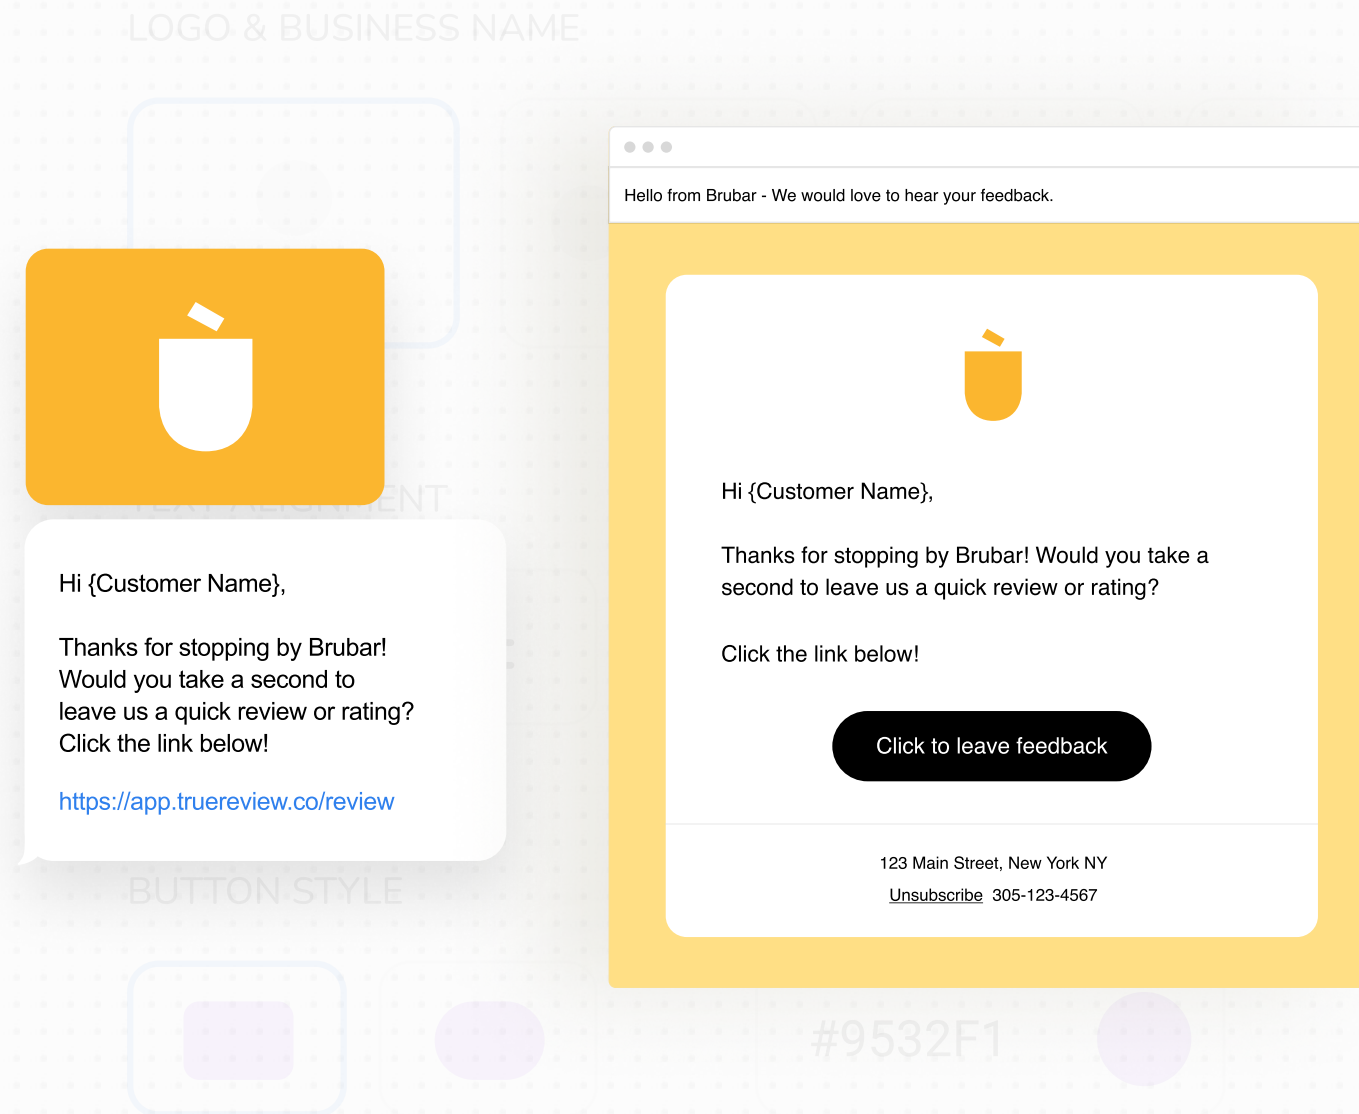 LOGO & BUSINESS NAME
Hello from Brubar - We would love to hear your feedback.
TEXT ALIGNMENT
Hi {Customer Name},
Thanks for stopping by Brubar!
Would you take a second to
leave us a quick review or rating?
Click the link below!
https://app.truereview.co/review
Hi {Customer Name},
Thanks for stopping by Brubar! Would you take a
second to leave us a quick review or rating?
Click the link below!
Click to leave feedback
123 Main Street, New York NY
Unsubscribe 305-123-4567
BUTTON STYLE
#9532F1